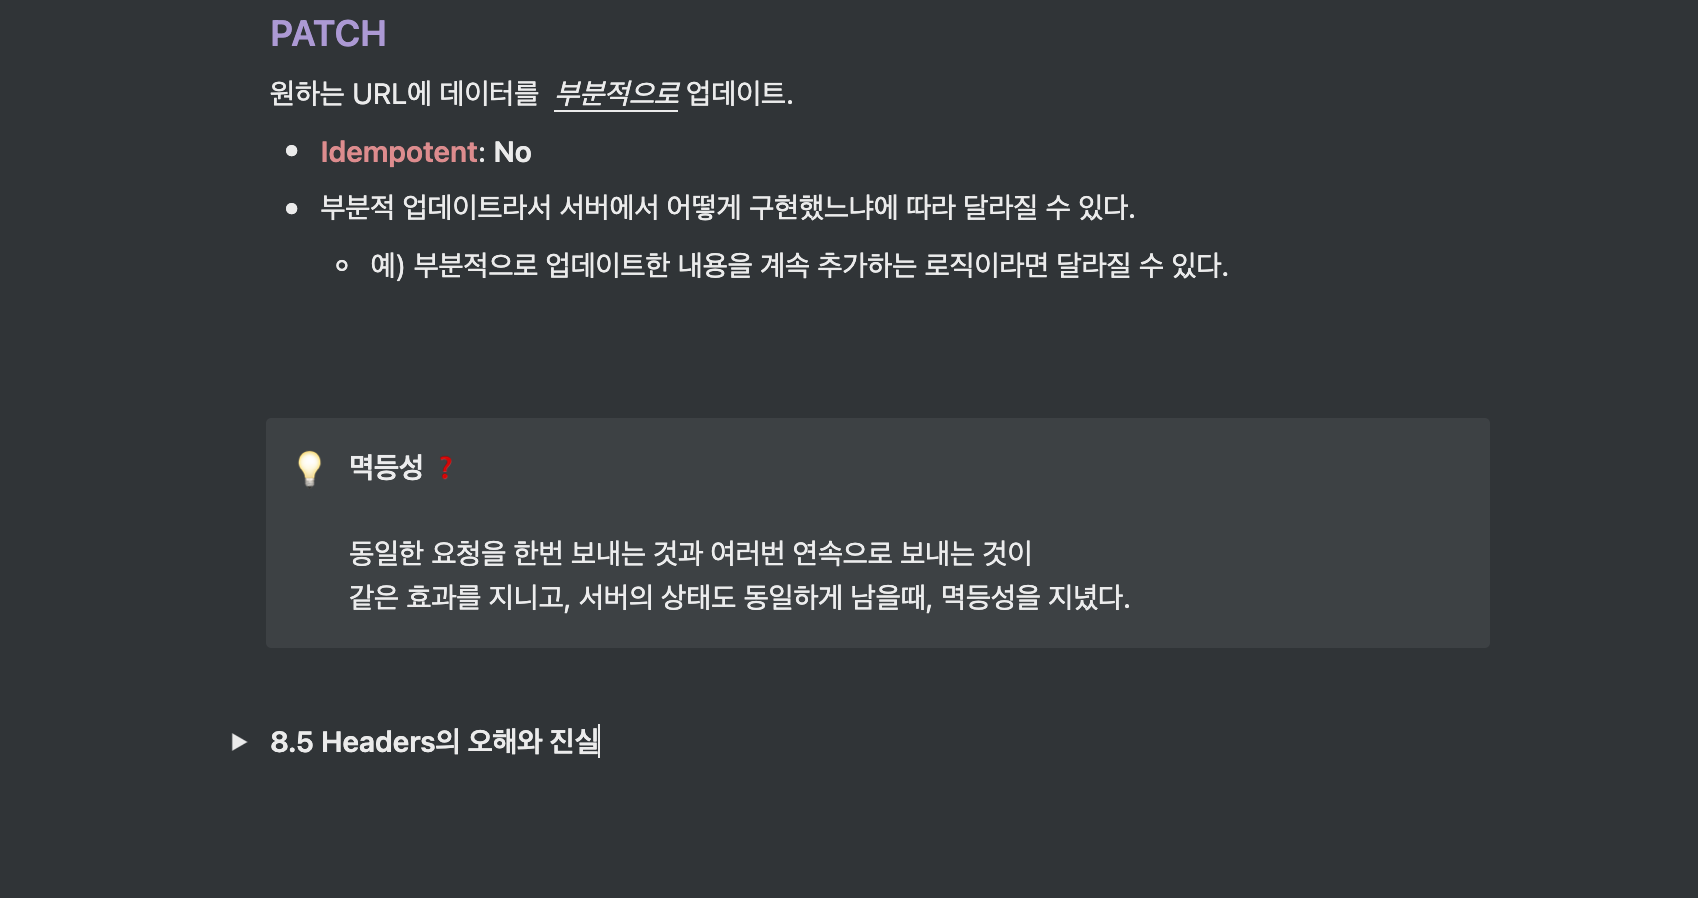 PATCH
원하는 URL에 데이터를 부분적으로 업데이트.
Idempotent: No
부분적 업데이트라서 서버에서 어떻게 구현했느냐에 따라 달라질 수 있다.
예) 부분적으로 업데이트한 내용을 계속 추가하는 로직이라면 달라질 수 있다.
멱등성 ❓
동일한 요청을 한번 보내는 것과 여러번 연속으로 보내는 것이
같은 효과를 지니고, 서버의 상태도 동일하게 남을때, 멱등성을 지녔다.
8.5 Headers의 오해와 진실